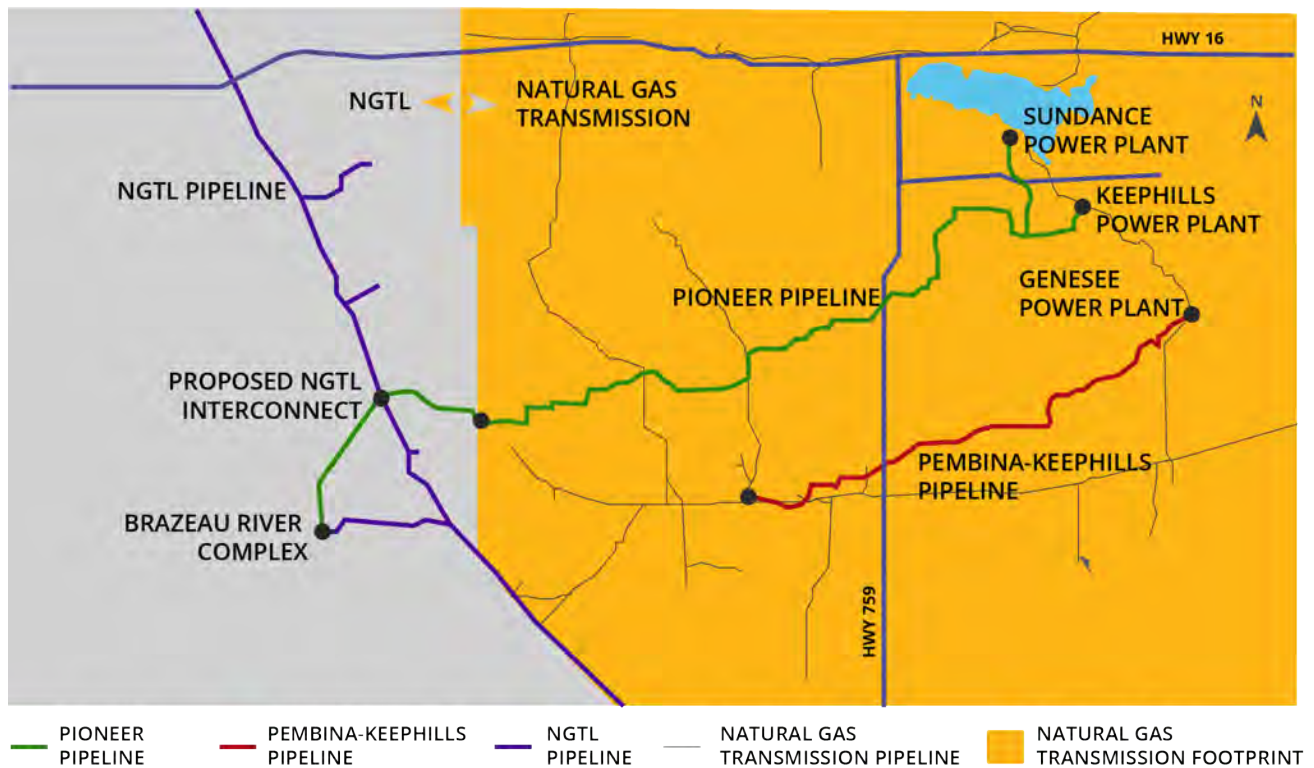 HWY 16
NGTL
NATURAL GAS
TRANSMISSION
N
SUNDANCE
POWER PLANT
NGTL PIPELINE
KEEPHILLS
POWER PLANT
GENESEE
POWER PLANT
PIONEER PIPELINE
PROPOSED NGTL
INTERCONNECT
PEMBINA-KEEPHILLS
PIPELINE
BRAZEAU RIVER
COMPLEX
HWY 759
PIONEER
PIPELINE
PEMBINA-KEEPHILLS
PIPELINE
NGTL
PIPELINE
NATURAL GAS
TRANSMISSION PIPELINE
NATURAL GAS
TRANSMISSION FOOTPRINT